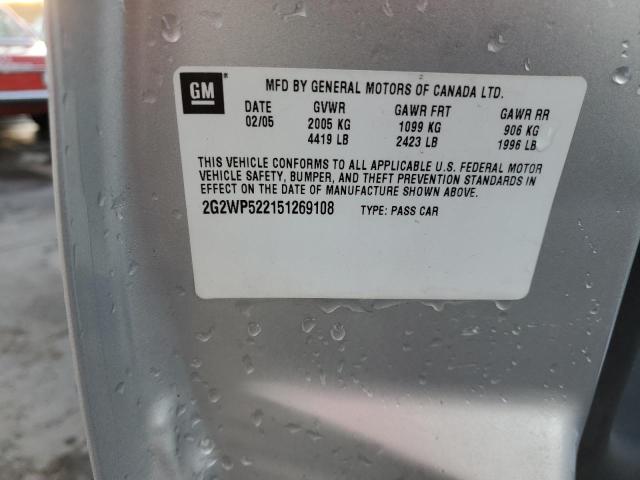 GM MFD BY GENERAL MOTORS OF CANADA LTD.
DATE GVWR GAWR FRT GAWR RR
02/05 2005 KG 1099 KG 906 KG
4419 LB 2423 LB 1996 LB
THIS VEHICLE CONFORMS TO ALL APPLICABLE U.S. FEDERAL MOTOR
VEHICLE SAFETY, BUMPER, AND THEFT PREVENTION STANDARDS IN
EFFECT ON THE DATE OF MANUFACTURE SHOWN ABOVE.
2G2WP522151269108 TYPE: PASS CAR